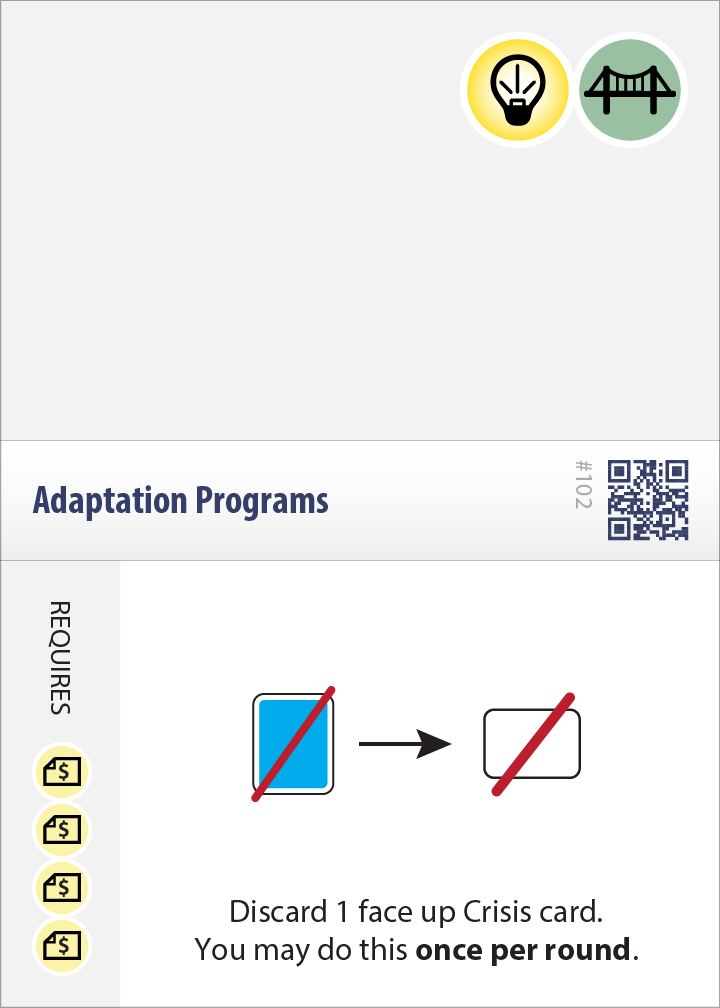 Adaptation Programs
#102
REQUIRES
$
$
$
$
Discard 1 face up Crisis card.
You may do this once per round.